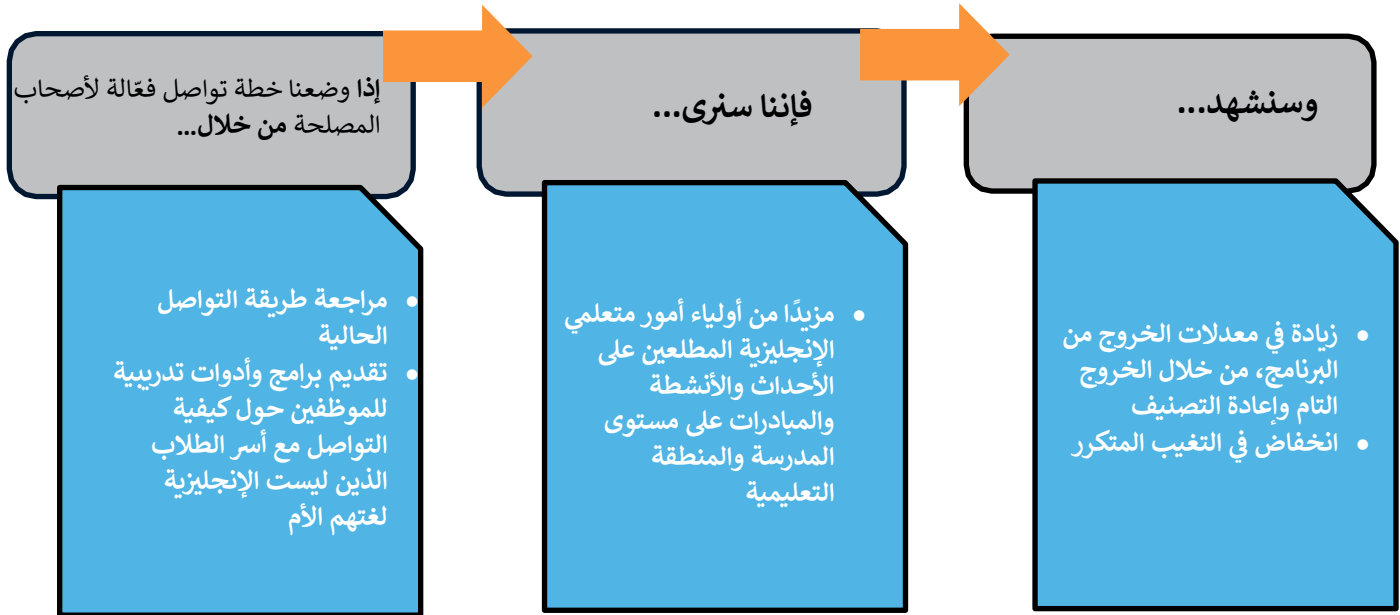 إذا وضعنا خطة تواصل فعّالة لأصحاب
المصلحة من خلال...
• مراجعة طريقة التواصل
الحالية
• تقديم برامج وأدوات تدريبية
للموظفين حول كيفية
التواصل مع أسر الطلاب
الذين ليست الإنجليزية
لغتهم الأم
فإننا سنرى...
• مزيدًا من أولياء أمور متعلمي
الإنجليزية المطلعين على
الأحداث والأنشطة
والمبادرات على مستوى
المدرسة والمنطقة
التعليمية
وسنشهد...
• زيادة في معدلات الخروج من
البرنامج، من خلال الخروج
التام وإعادة التصنيف
• انخفاض في التغيب المتكرر